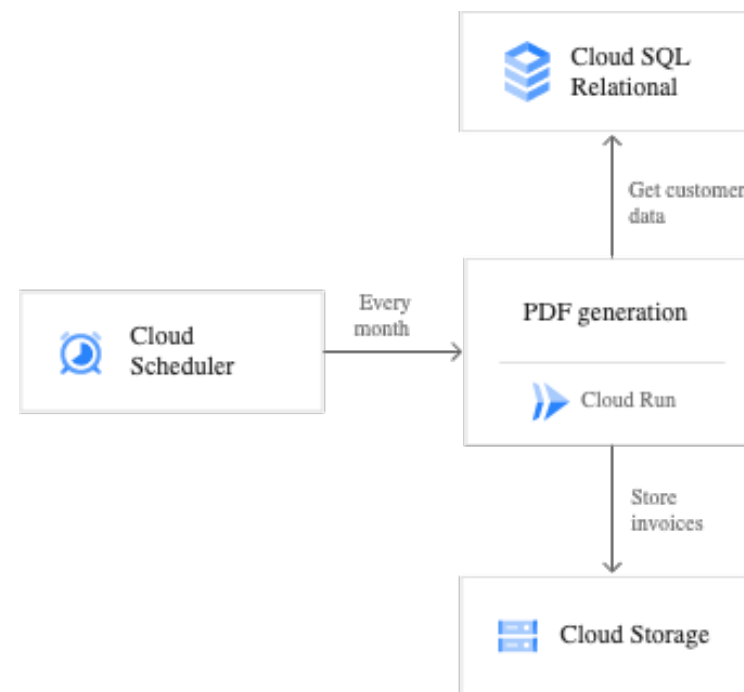 Cloud SQL
Relational
Get customer
data
Every
month
PDF generation
Cloud
Scheduler
Cloud Run
Store
invoices
Cloud Storage